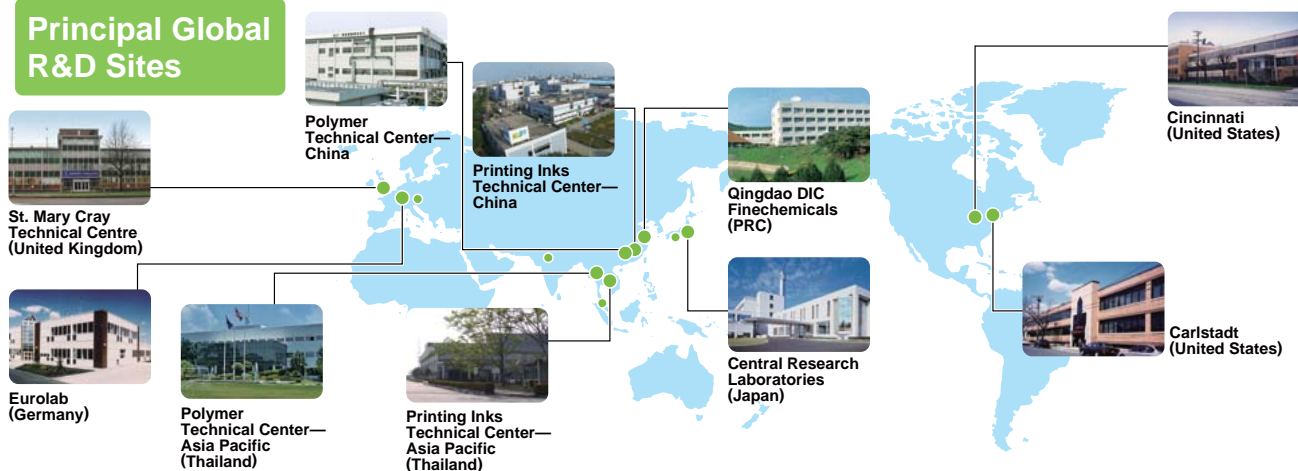 Principal Global
R&D Sites
Polymer
Technical Center—
China
Printing Inks
Technical Center—
China
Qingdao DIC
Finechemicals
(PRC)
Cincinnati
(United States)
St. Mary Cray
Technical Centre
(United Kingdom)
Eurolab
(Germany)
Polymer
Technical Center—
Asia Pacific
(Thailand)
Printing Inks
Technical Center—
Asia Pacific
(Thailand)
Central Research
Laboratories
(Japan)
Carlstadt
(United States)